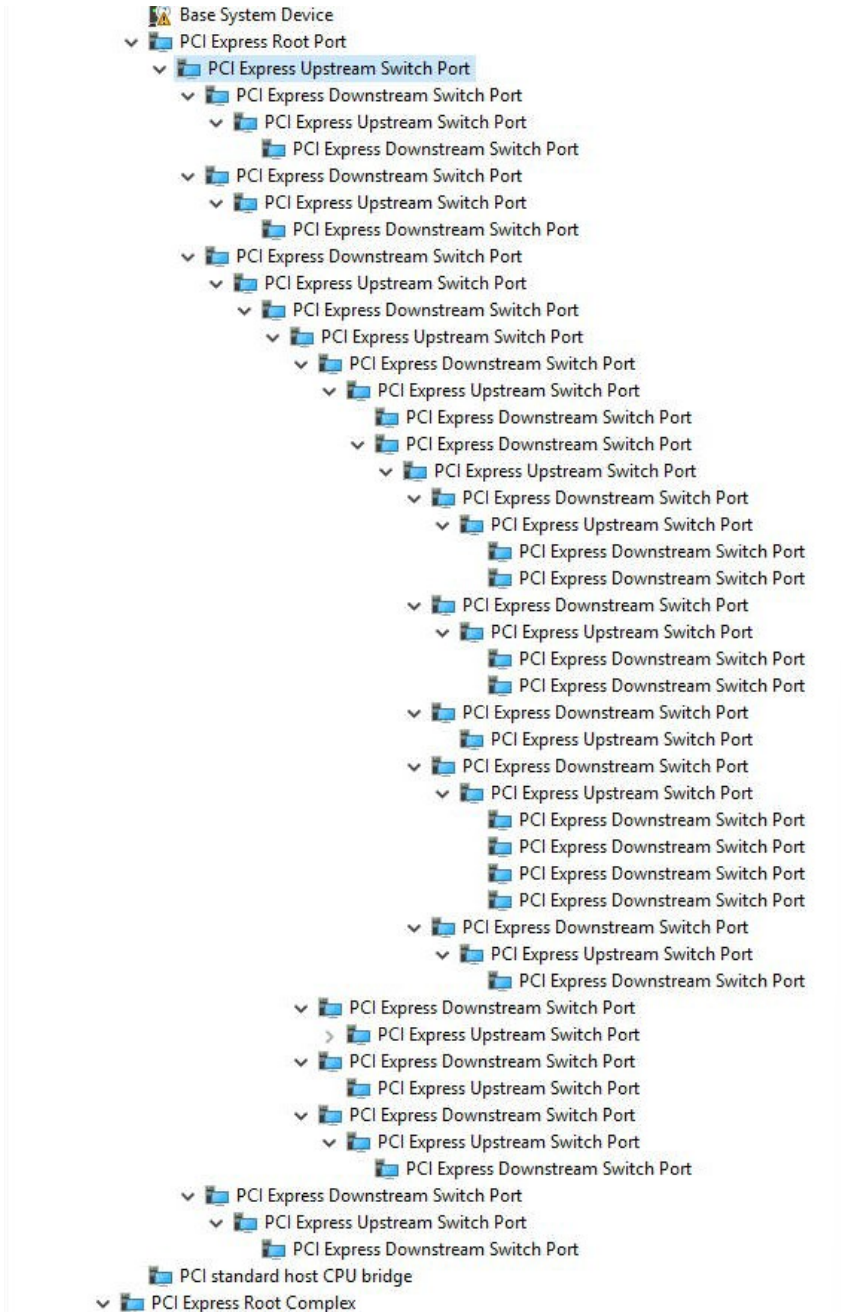 Base System Device
PCI Express Root Port
PCI Express Upstream Switch Port
PCI Express Downstream Switch Port
PCI Express Upstream Switch Port
PCI Express Downstream Switch Port
PCI Express Downstream Switch Port
PCI Express Upstream Switch Port
PCI Express Downstream Switch Port
PCI Express Downstream Switch Port
PCI Express Upstream Switch Port
PCI Express Downstream Switch Port
PCI Express Upstream Switch Port
PCI Express Downstream Switch Port
PCI Express Upstream Switch Port
PCI Express Downstream Switch Port
PCI Express Downstream Switch Port
PCI Express Upstream Switch Port
PCI Express Downstream Switch Port
PCI Express Upstream Switch Port
PCI Express Downstream Switch Port
PCI Express Downstream Switch Port
PCI Express Downstream Switch Port
PCI Express Upstream Switch Port
PCI Express Downstream Switch Port
PCI Express Downstream Switch Port
PCI Express Downstream Switch Port
PCI Express Upstream Switch Port
PCI Express Downstream Switch Port
PCI Express Upstream Switch Port
PCI Express Downstream Switch Port
PCI Express Downstream Switch Port
PCI Express Downstream Switch Port
PCI Express Downstream Switch Port
PCI Express Downstream Switch Port
PCI Express Upstream Switch Port
PCI Express Downstream Switch Port
PCI Express Downstream Switch Port
PCI Express Upstream Switch Port
PCI Express Downstream Switch Port
PCI Express Upstream Switch Port
PCI Express Downstream Switch Port
PCI Express Upstream Switch Port
PCI Express Downstream Switch Port
PCI Express Downstream Switch Port
PCI Express Upstream Switch Port
PCI Express Downstream Switch Port
PCI standard host CPU bridge
PCI Express Root Complex